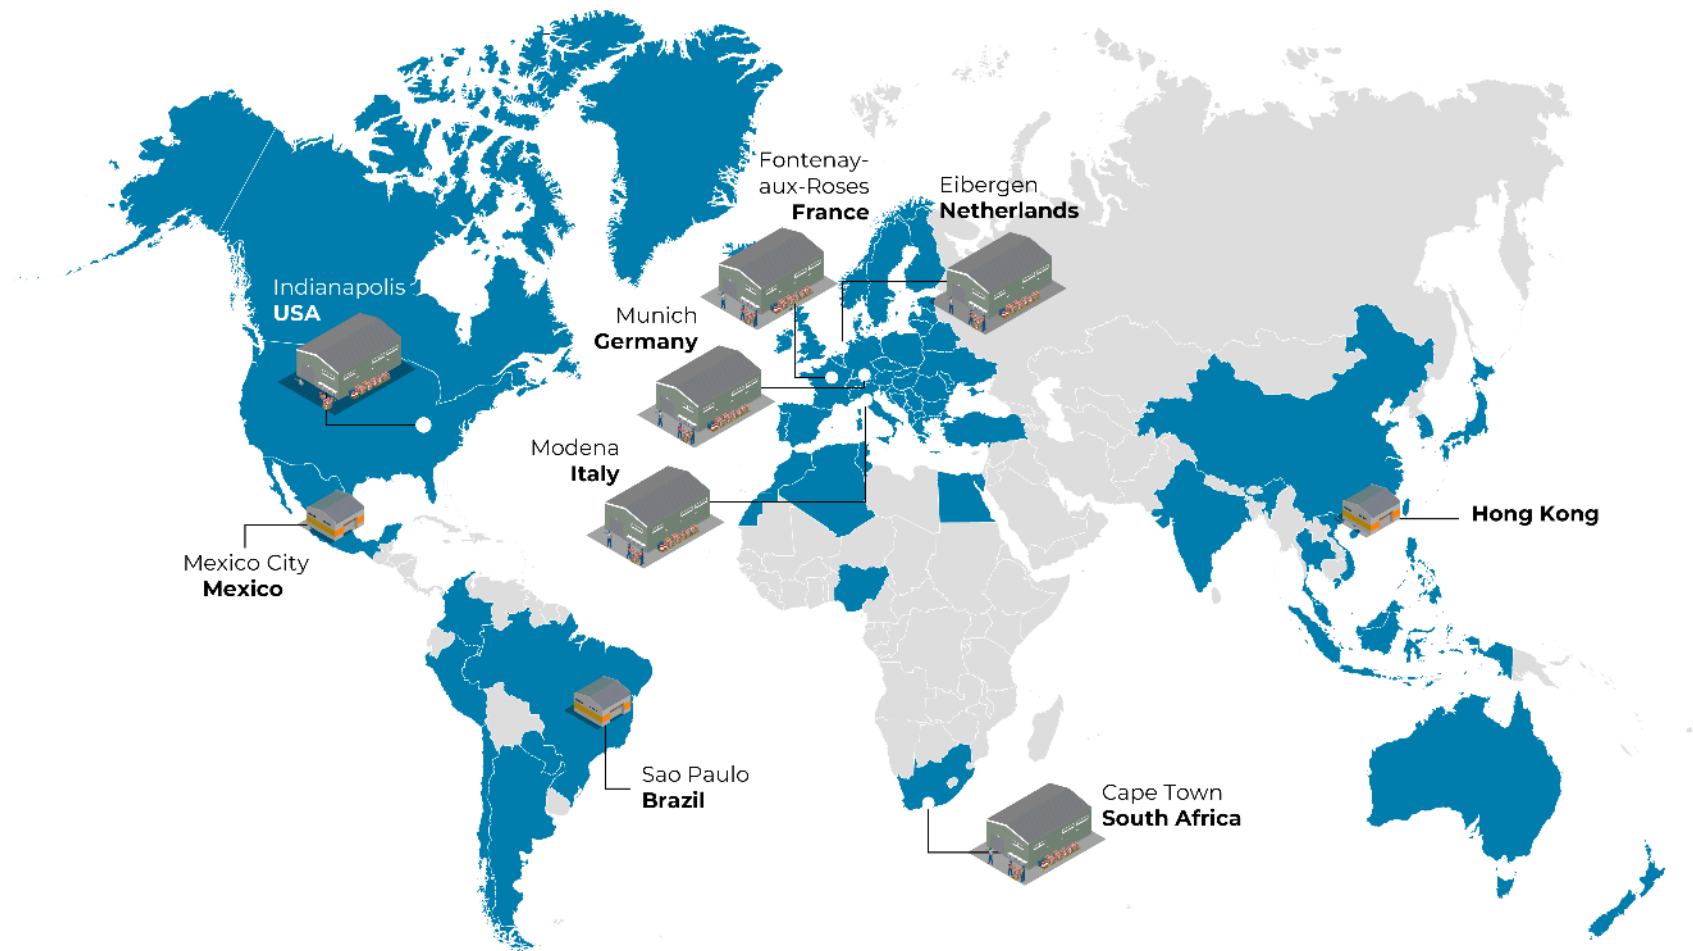 Fontenay-
aux-Roses
France
Eibergen
Netherlands
Indianapolis
USA
Munich
Germany
Modena
Italy
Hong Kong
Mexico City
Mexico
Sao Paulo
Brazil
Cape Town
South Africa